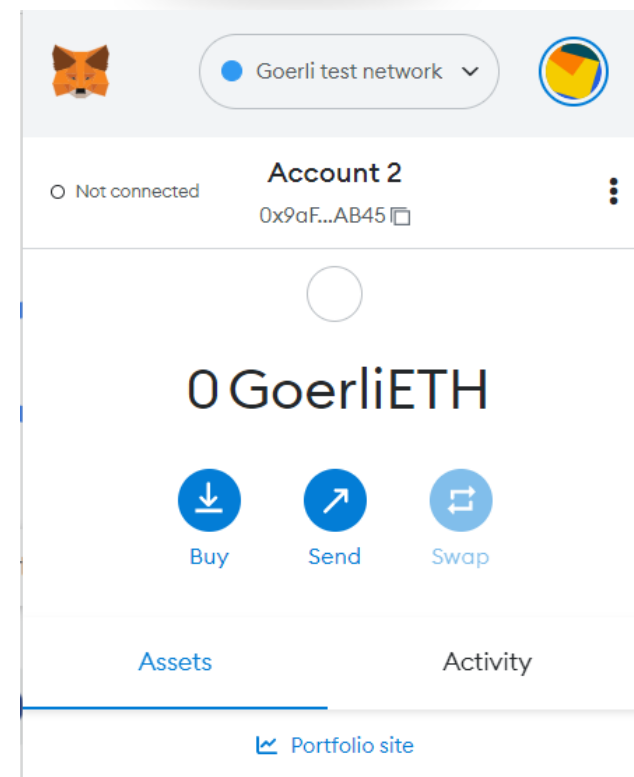 Goerli test network
Not connected
Account 2
0x9aF...AB45
0 GoerliETH
Buy
Send
Swap
Assets
Activity
Portfolio site